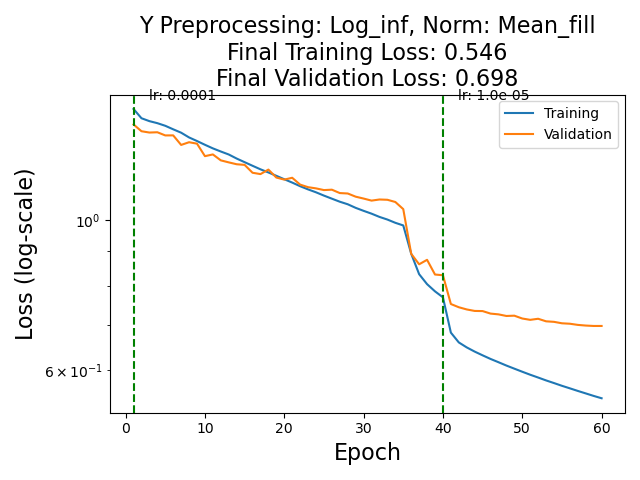 Y Preprocessing: Log_inf, Norm: Mean_fill
Final Training Loss: 0.546
Final Validation Loss: 0.698
lr: 0.0001
lr: 1.0e-05
Training
Validation
Loss (log-scale)
10⁰
6 × 10⁻¹
0 10 20 30 40 50 60
Epoch